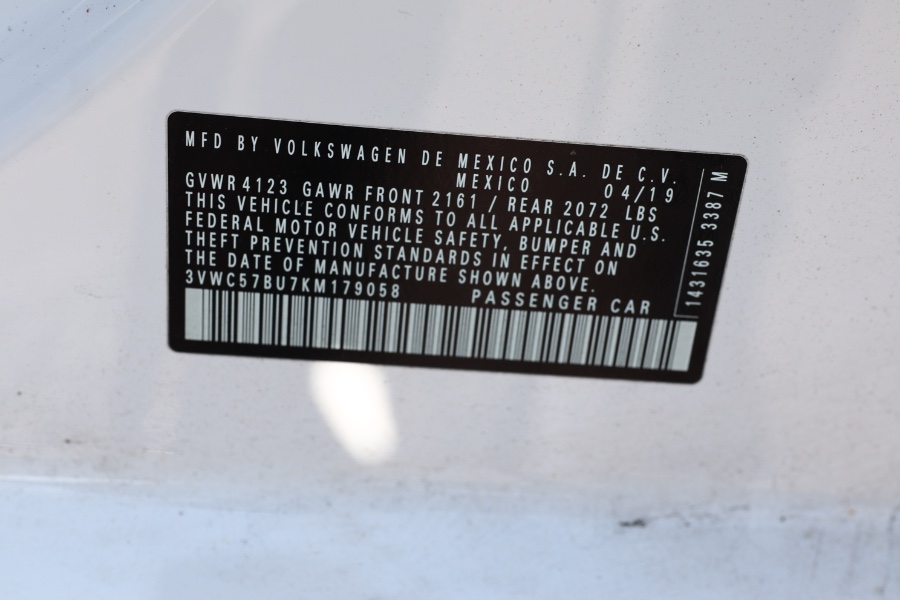 MFD BY VOLKSWAGEN DE MEXICO S.A. DE C.V.
MEXICO 04/19
GVWR 4123 GAWR FRONT 2161 / REAR 2072 LBS
THIS VEHICLE CONFORMS TO ALL APPLICABLE U.S.
FEDERAL MOTOR VEHICLE SAFETY, BUMPER AND
THEFT PREVENTION STANDARDS IN EFFECT ON
THE DATE OF MANUFACTURE SHOWN ABOVE.
3VWC57BU7KM179058 PASSENGER CAR
1431635 3387 M